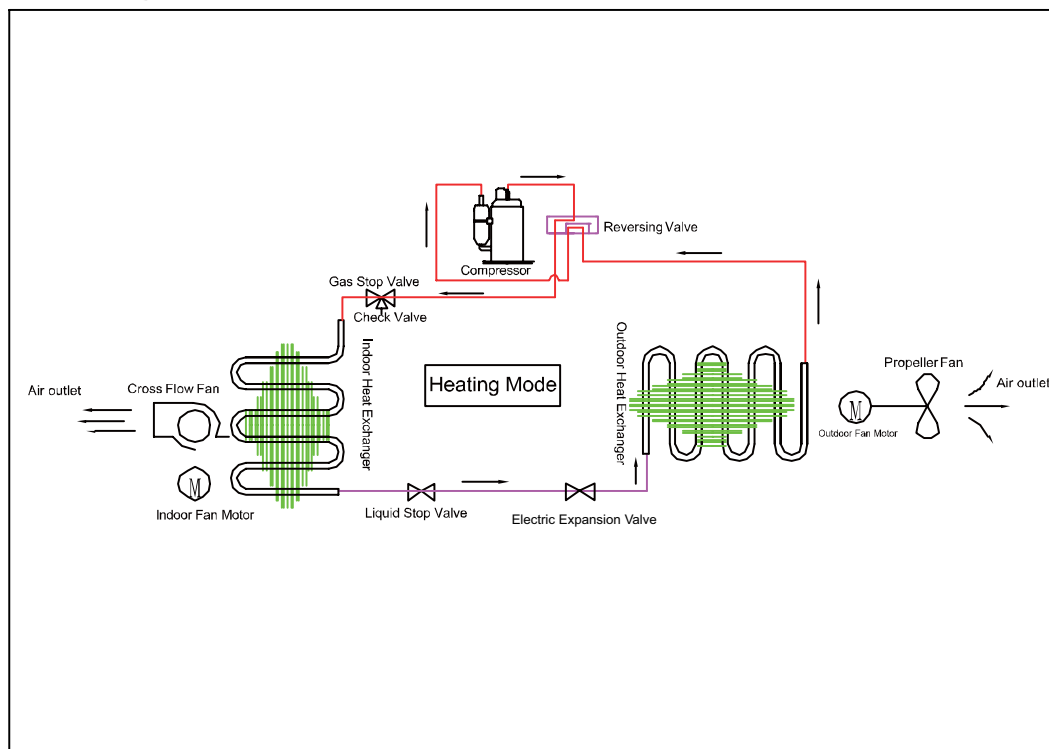 Reversing Valve
Compressor
Gas Stop Valve
Check Valve
Indoor Heat Exchanger
Outdoor Heat Exchanger
Heating Mode
Propeller Fan
Air outlet
Cross Flow Fan
Air outlet
M
Outdoor Fan Motor
M
Indoor Fan Motor
Liquid Stop Valve
Electric Expansion Valve